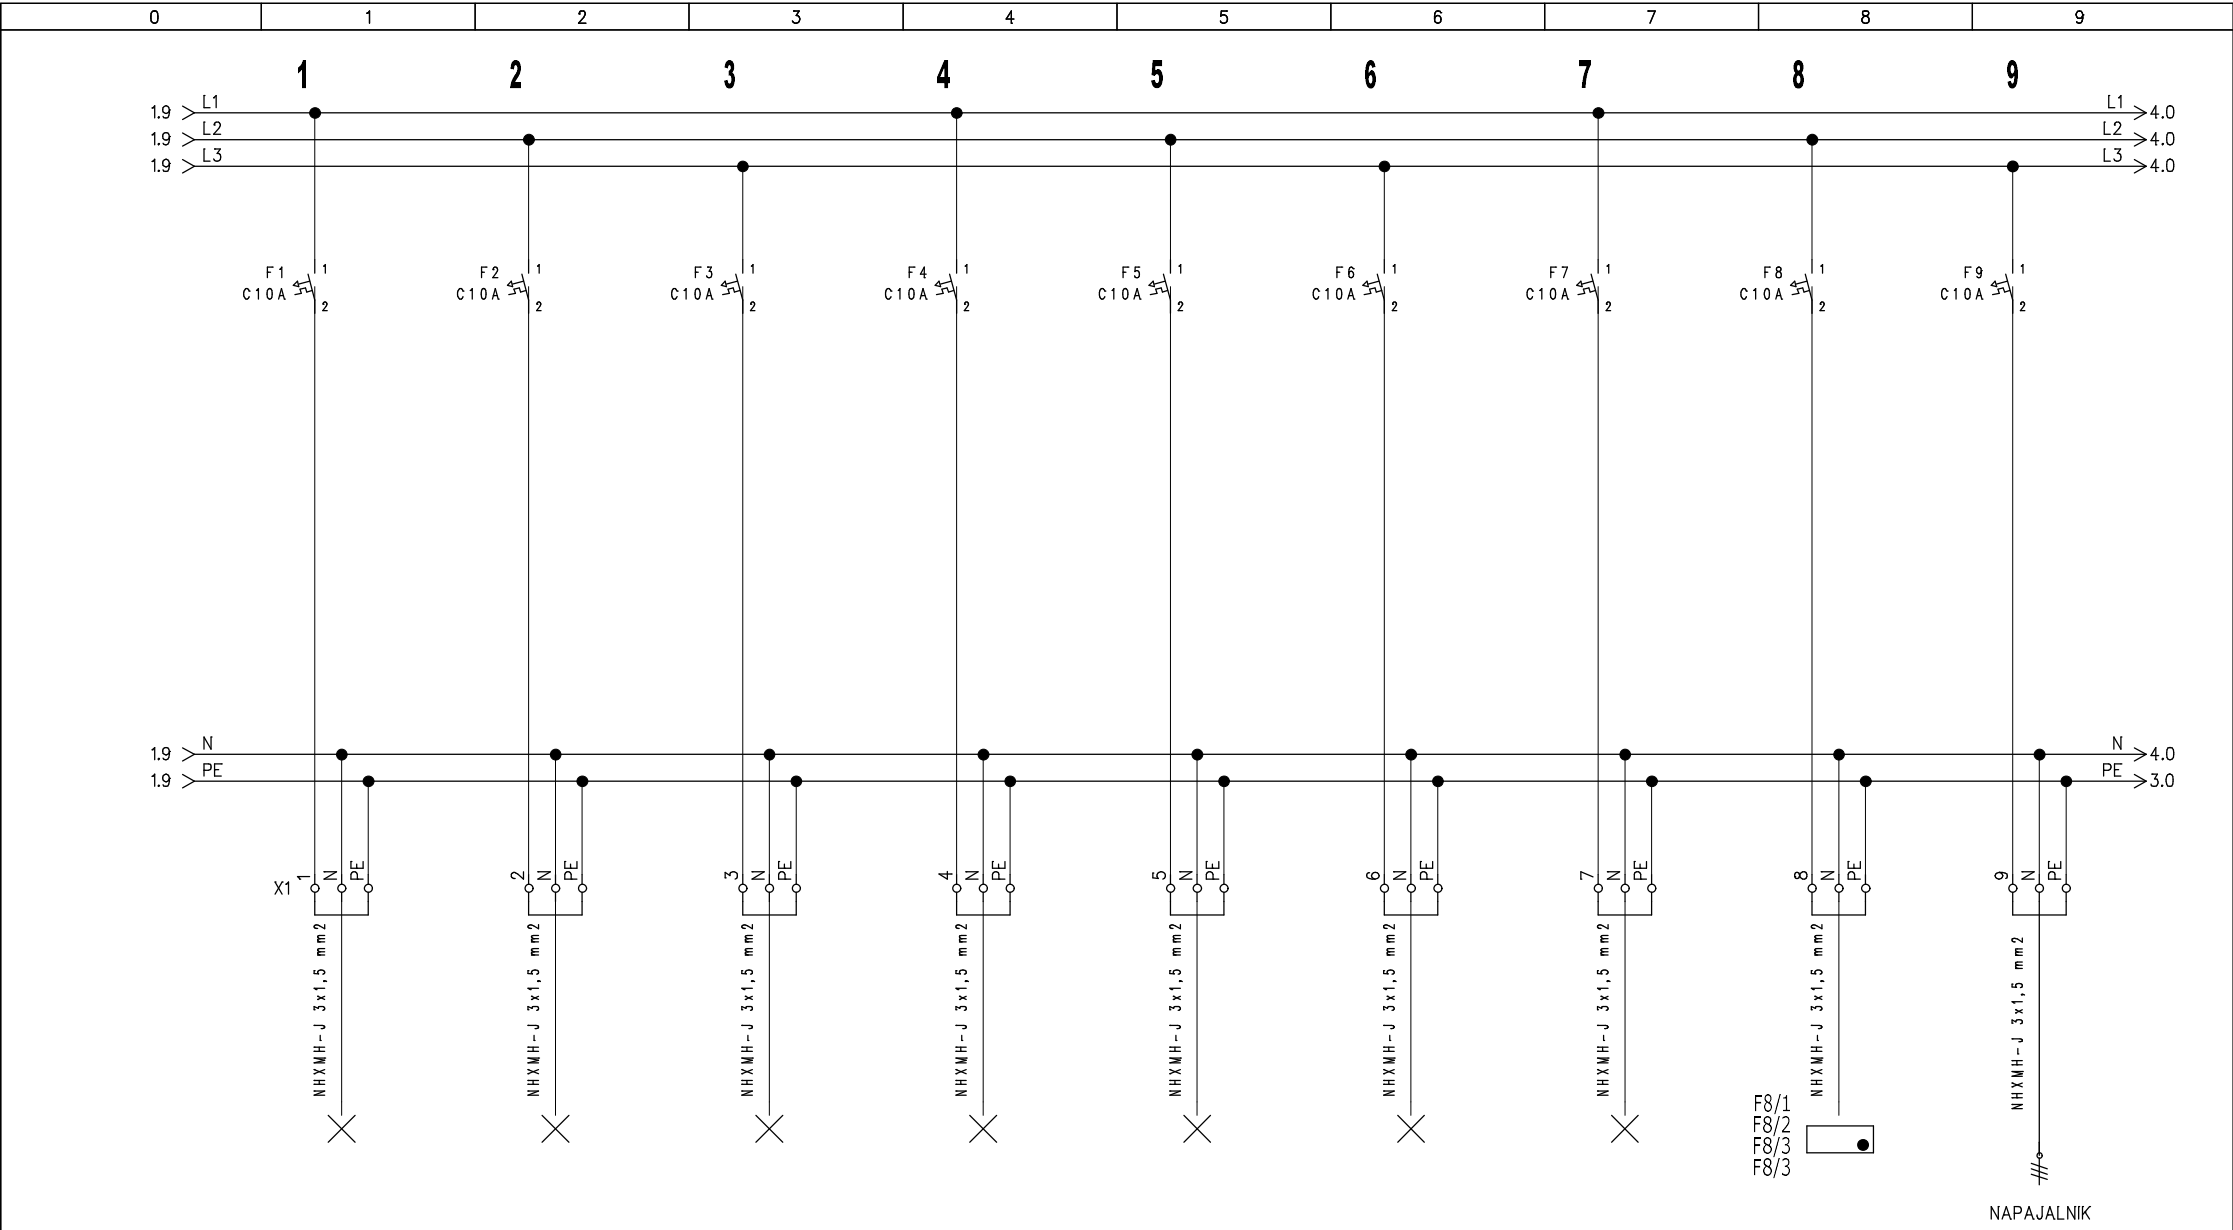 0 1 2 3 4 5 6 7 8 9
1 2 3 4 5 6 7 8 9
1.9 L1 L1 4.0
1.9 L2 L2 4.0
1.9 L3 L3 4.0
F1 1 F2 1 F3 1 F4 1 F5 1 F6 1 F7 1 F8 1 F9 1
C10A C10A C10A C10A C10A C10A C10A C10A C10A
2 2 2 2 2 2 2 2 2
1.9 N N 4.0
1.9 PE PE 3.0
X1 1 N PE 2 N PE 3 N PE 4 N PE 5 N PE 6 N PE 7 N PE 8 N PE 9 N PE
NHXMH-J 3x1,5 mm2
NHXMH-J 3x1,5 mm2
NHXMH-J 3x1,5 mm2
NHXMH-J 3x1,5 mm2
NHXMH-J 3x1,5 mm2
NHXMH-J 3x1,5 mm2
NHXMH-J 3x1,5 mm2
NHXMH-J 3x1,5 mm2
NHXMH-J 3x1,5 mm2
F8/1
F8/2
F8/3
F8/3
NAPAJALNIK